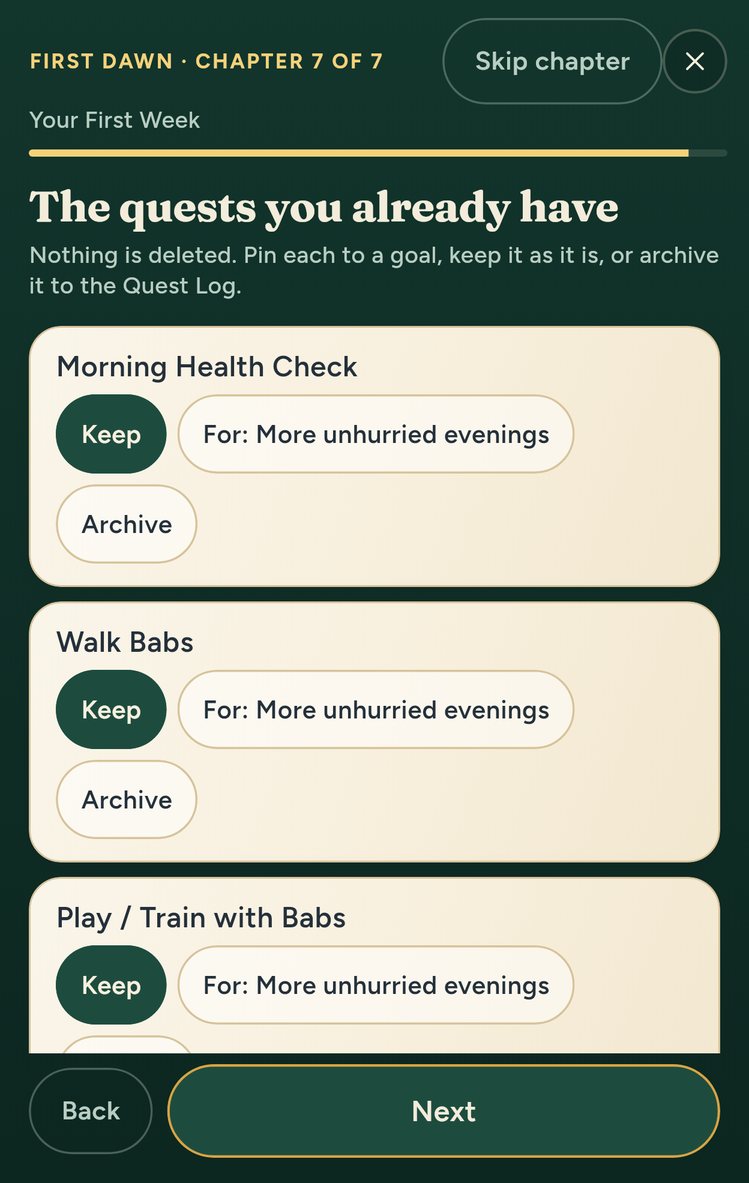 FIRST DAWN · CHAPTER 7 OF 7
Skip chapter
Your First Week
The quests you already have
Nothing is deleted. Pin each to a goal, keep it as it is, or archive
it to the Quest Log.
Morning Health Check
Keep
For: More unhurried evenings
Archive
Walk Babs
Keep
For: More unhurried evenings
Archive
Play / Train with Babs
Keep
For: More unhurried evenings
Back
Next